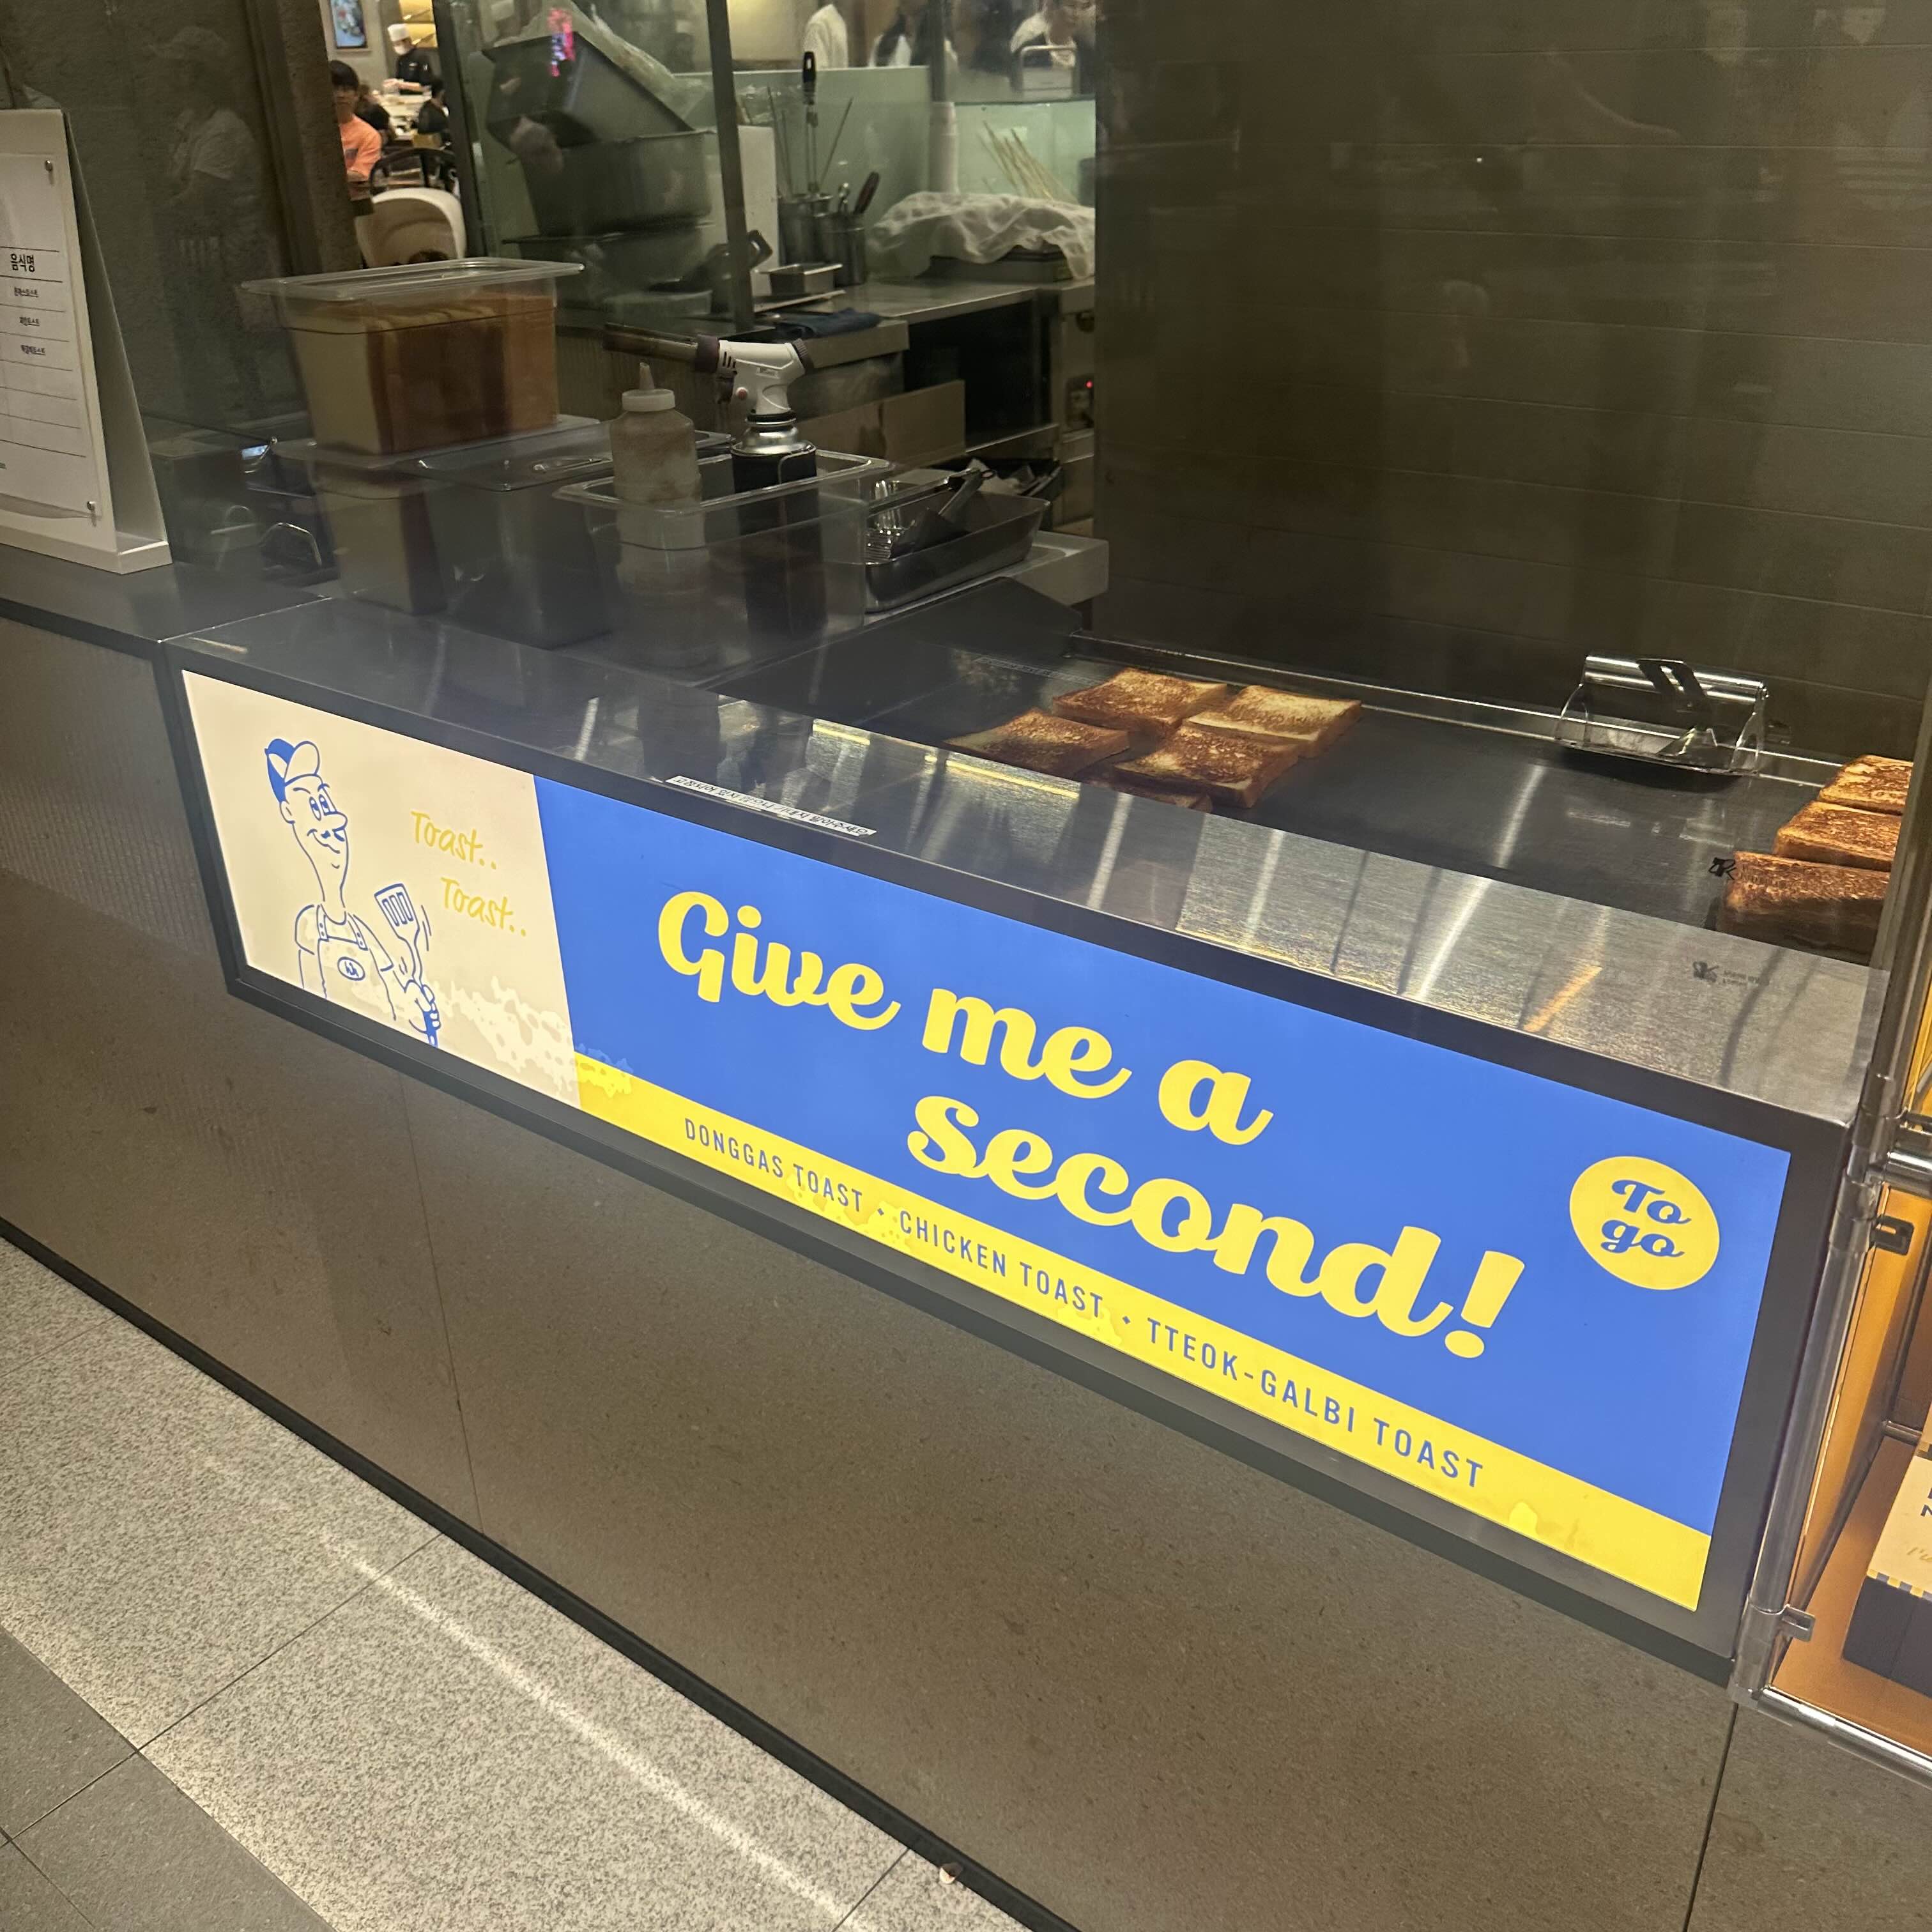 음식명
Toast..
Toast..
Give me a
second!
To
go
DONGGAS TOAST • CHICKEN TOAST • TTEOK-GALBI TOAST